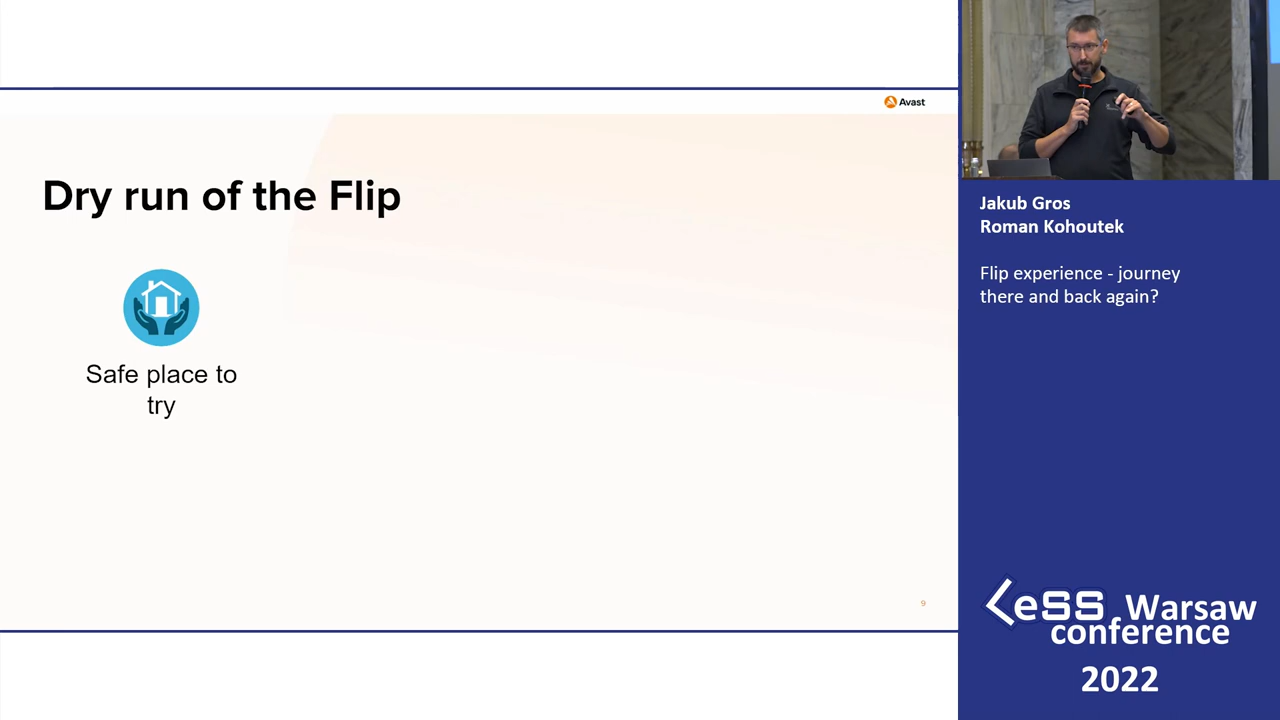 Avast
Dry run of the Flip
Safe place to
try
9
Jakub Gros
Roman Kohoutek
Flip experience - journey
there and back again?
LeSS Warsaw
conference
2022